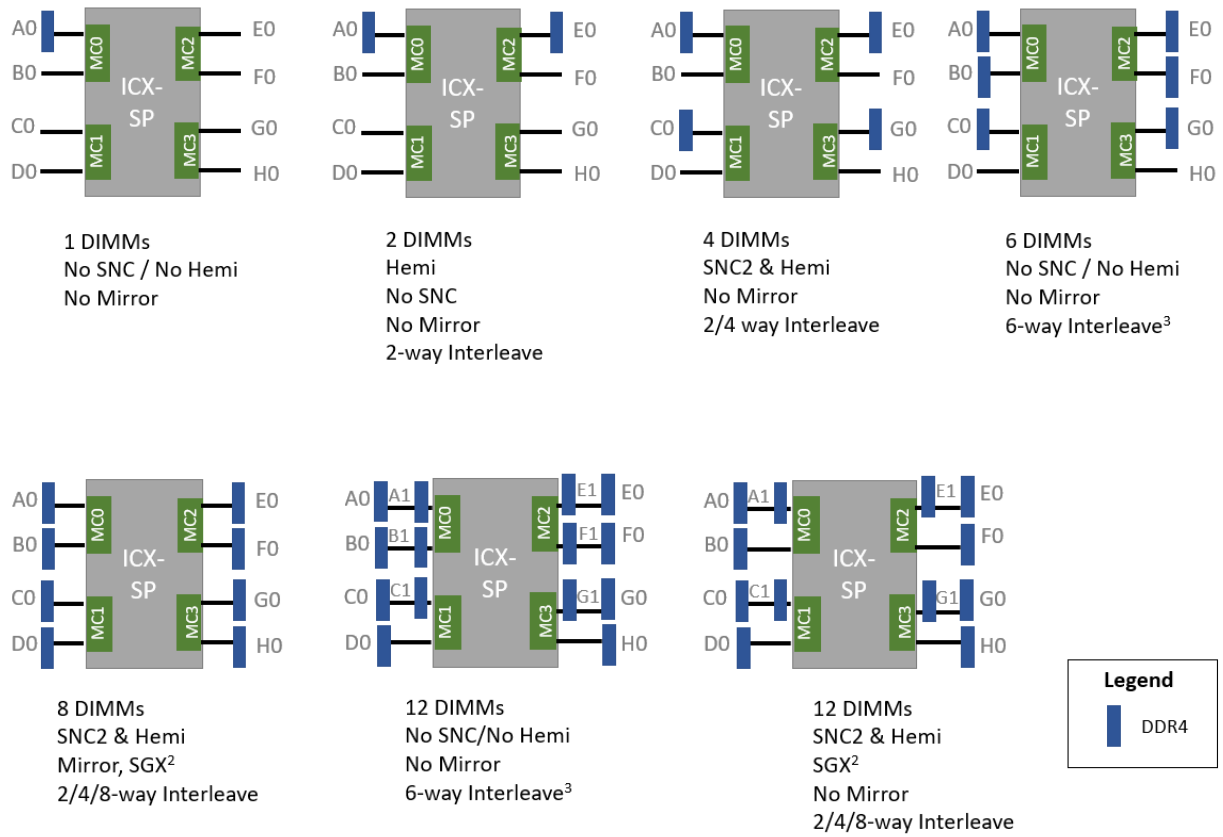 A0 MC0 MC2 E0
B0 ICX- F0
SP
C0 MC1 MC3 G0
D0 H0
1 DIMMs
No SNC / No Hemi
No Mirror
A0 MC0 MC2 E0
B0 ICX- F0
SP
C0 MC1 MC3 G0
D0 H0
2 DIMMs
Hemi
No SNC
No Mirror
2-way Interleave
A0 MC0 MC2 E0
B0 ICX- F0
SP
C0 MC1 MC3 G0
D0 H0
4 DIMMs
SNC2 & Hemi
No Mirror
2/4 way Interleave
A0 MC0 MC2 E0
B0 ICX- F0
SP
C0 MC1 MC3 G0
D0 H0
6 DIMMs
No SNC / No Hemi
No Mirror
6-way Interleave³
A0 MC0 MC2 E0
B0 ICX- F0
SP
C0 MC1 MC3 G0
D0 H0
8 DIMMs
SNC2 & Hemi
Mirror, SGX²
2/4/8-way Interleave
A0 A1 MC0 MC2 E1 E0
B0 B1 ICX- F1 F0
SP
C0 C1 MC1 MC3 G1 G0
D0 H0
12 DIMMs
No SNC/No Hemi
No Mirror
6-way Interleave³
A0 A1 MC0 MC2 E1 E0
B0 ICX- F0
SP
C0 C1 MC1 MC3 G1 G0
D0 H0
12 DIMMs
SNC2 & Hemi
SGX²
No Mirror
2/4/8-way Interleave
Legend
DDR4